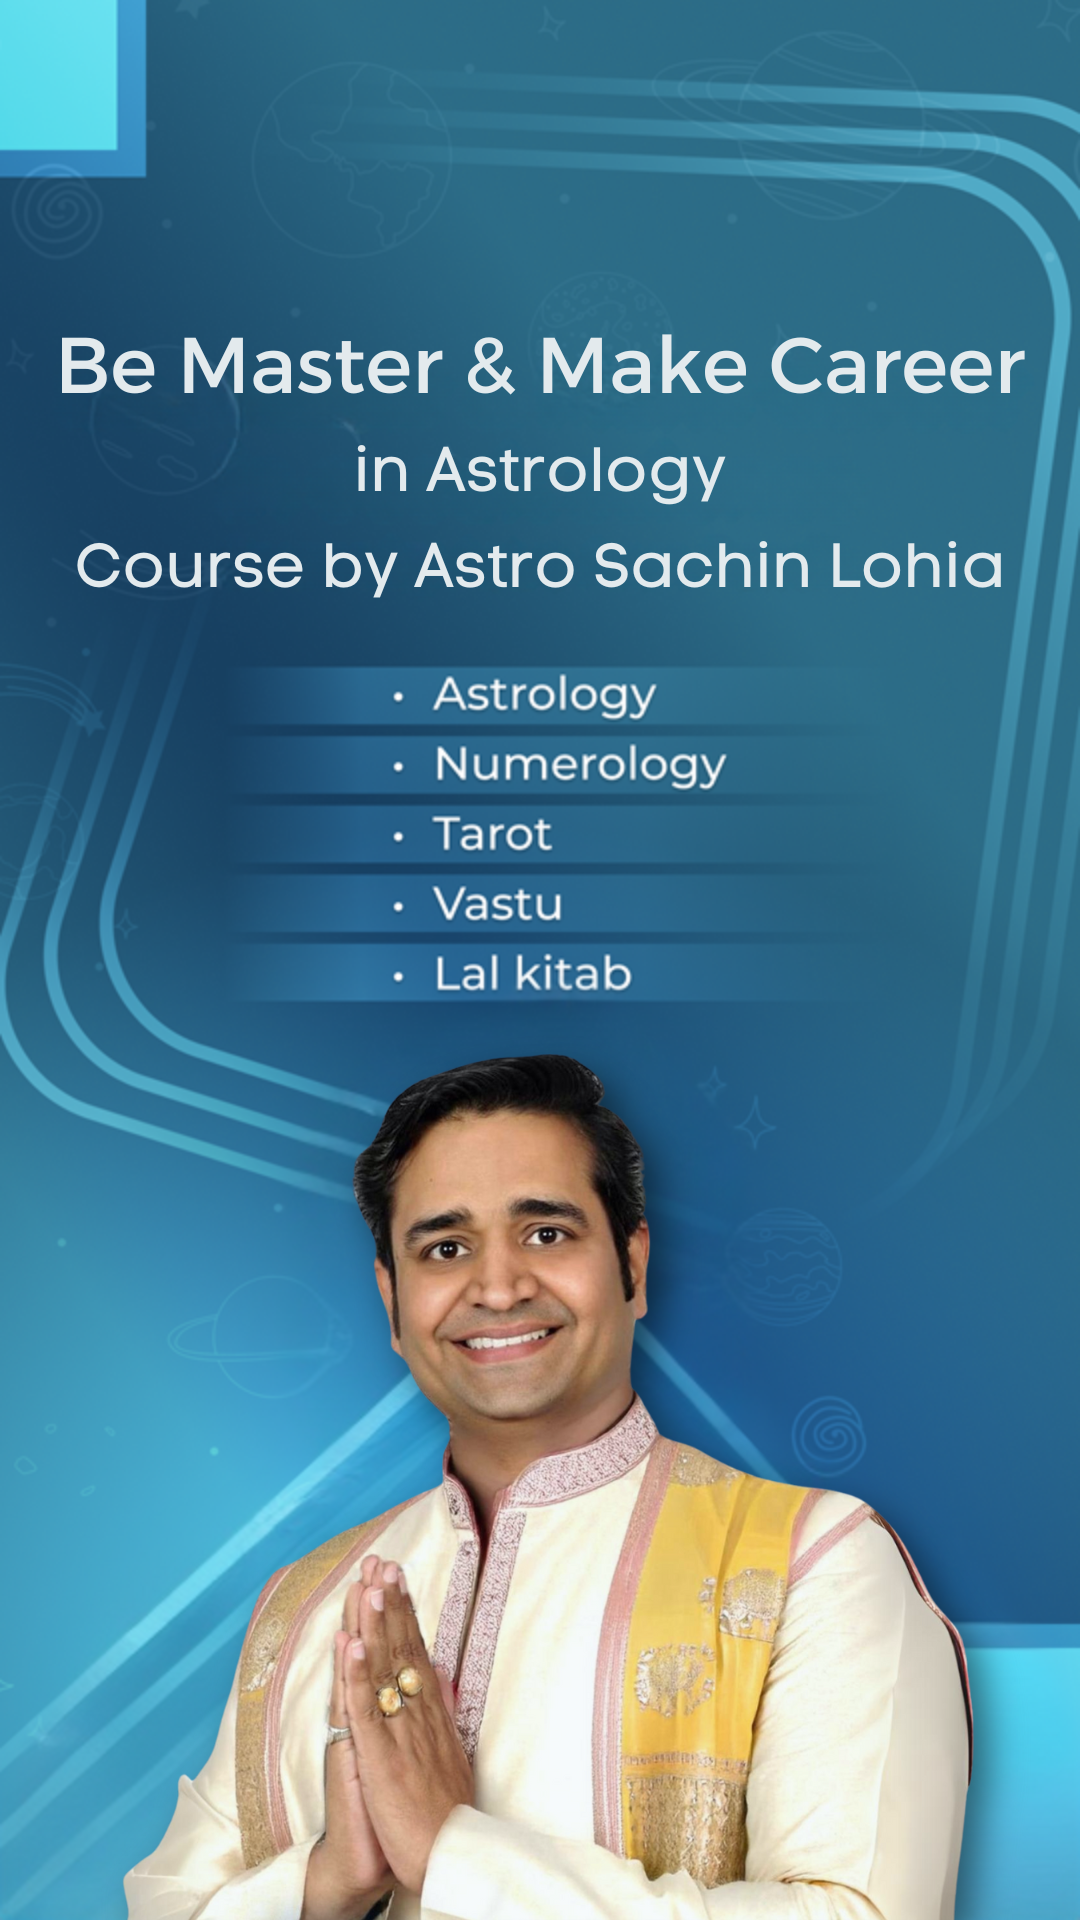 Be Master & Make Career
in Astrology
Course by Astro Sachin Lohia
• Astrology
• Numerology
• Tarot
• Vastu
• Lal kitab